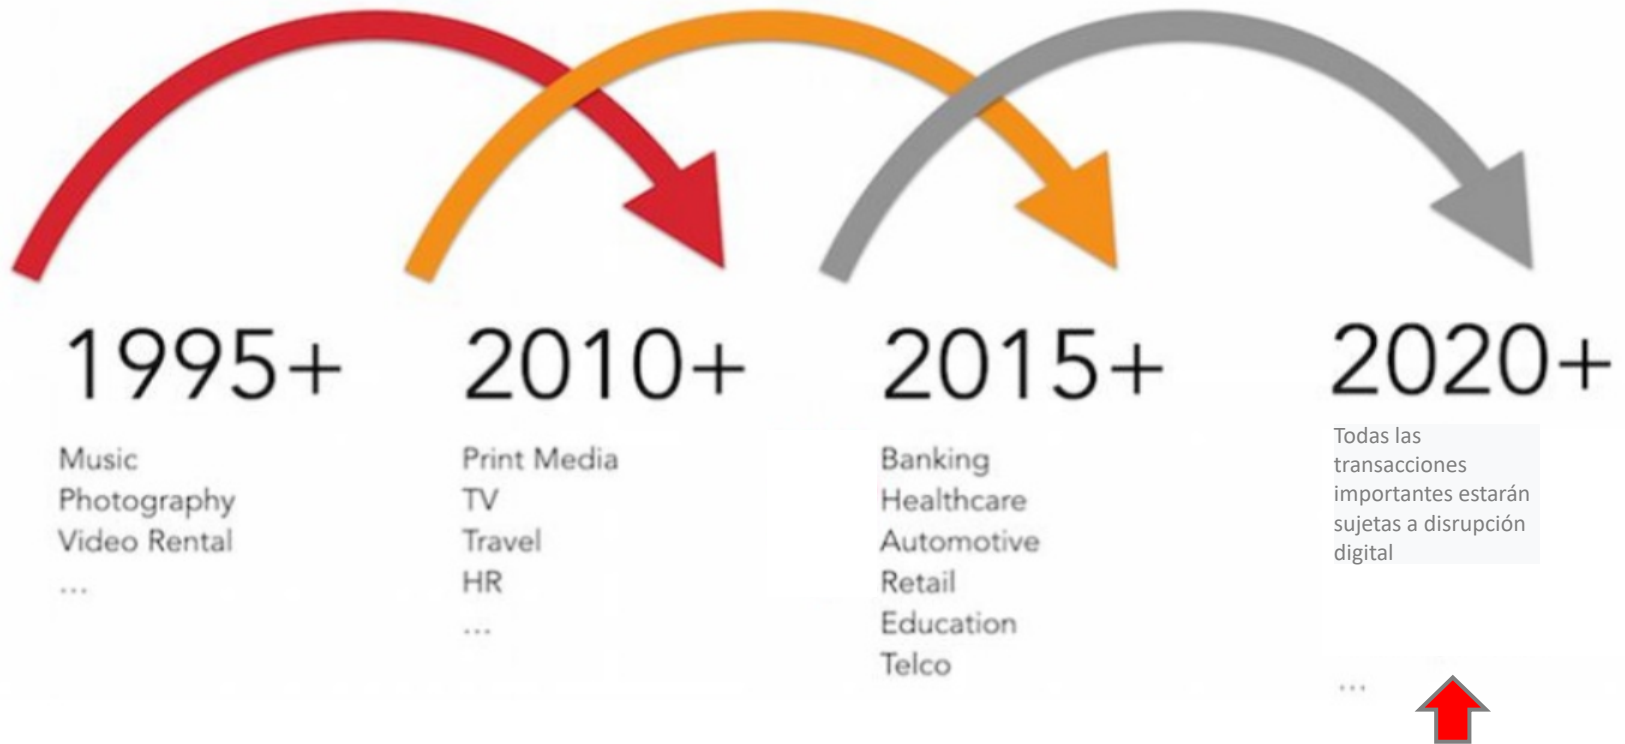 1995+
Music
Photography
Video Rental
...
2010+
Print Media
TV
Travel
HR
...
2015+
Banking
Healthcare
Automotive
Retail
Education
Telco
2020+
Todas las
transacciones
importantes estarán
sujetas a disrupción
digital
...